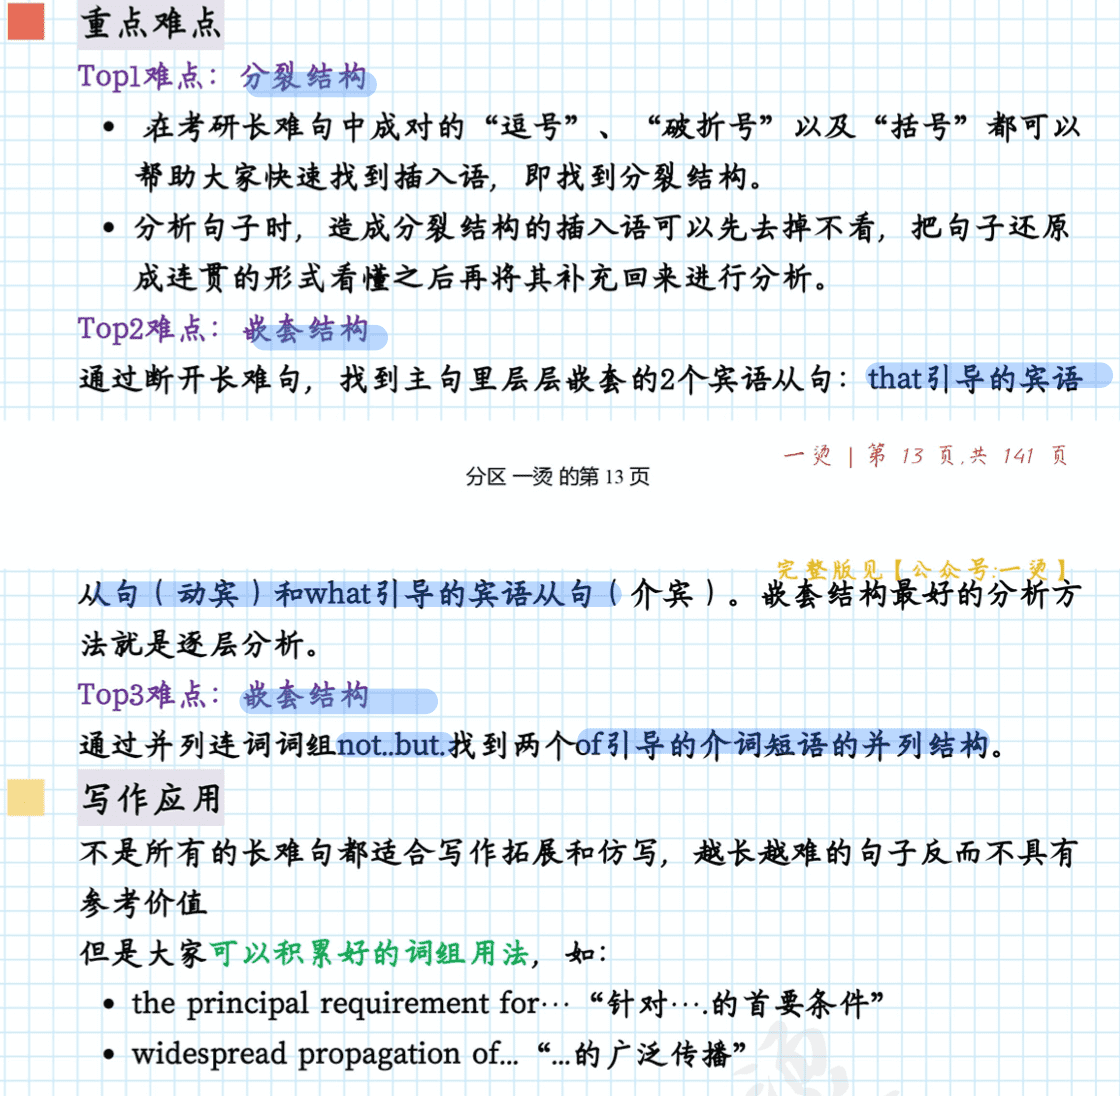 重点难点
Top1难点：分裂结构
• 在考研长难句中成对的“逗号”、“破折号”以及“括号”都可以
帮助大家快速找到插入语，即找到分裂结构。
• 分析句子时，造成分裂结构的插入语可以先去掉不看，把句子还原
成连贯的形式看懂之后再将其补充回来进行分析。
Top2难点：嵌套结构
通过断开长难句，找到主句里层层嵌套的2个宾语从句：that引导的宾语
一烫 | 第 13 页,共 141 页
分区 一烫 的第 13 页
完整版见【公众号:一烫】
从句（动宾）和what引导的宾语从句（介宾）。嵌套结构最好的分析方
法就是逐层分析。
Top3难点：嵌套结构
通过并列连词词组not..but.找到两个of引导的介词短语的并列结构。
写作应用
不是所有的长难句都适合写作拓展和仿写，越长越难的句子反而不具有
参考价值
但是大家可以积累好的词组用法，如：
• the principal requirement for···“针对···.的首要条件”
• widespread propagation of...“...的广泛传播”